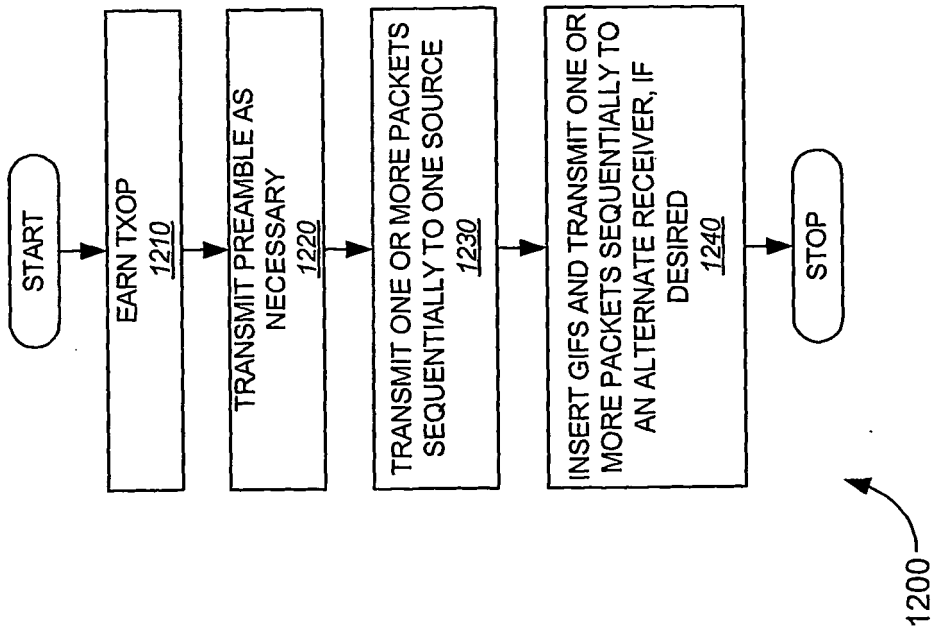 START
EARN TXOP
1210
TRANSMIT PREAMBLE AS
NECESSARY
1220
TRANSMIT ONE OR MORE PACKETS
SEQUENTIALLY TO ONE SOURCE
1230
INSERT GIFS AND TRANSMIT ONE OR
MORE PACKETS SEQUENTIALLY TO
AN ALTERNATE RECEIVER, IF
DESIRED
1240
STOP
1200